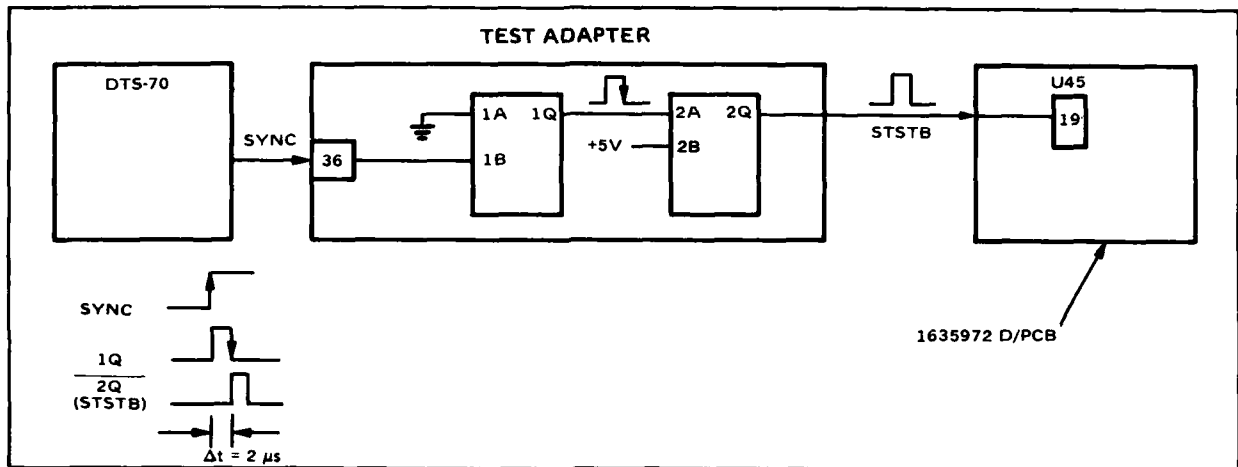 TEST ADAPTER
DTS-70
SYNC
36
1A 1Q
1B
+5V
2A 2Q
2B
STSTB
U45
19
1635972 D/PCB
SYNC
1Q
2Q
(STSTB)
Δt = 2 µs